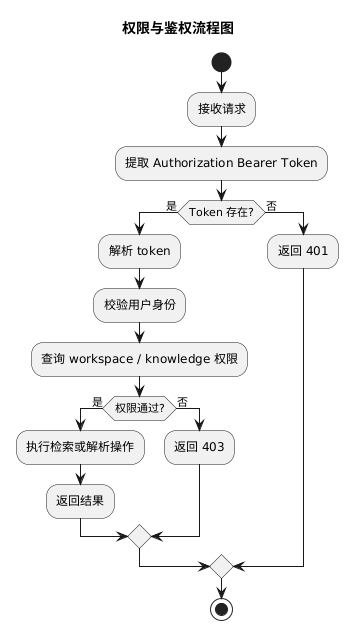 权限与鉴权流程图
接收请求
提取 Authorization Bearer Token
Token 存在?
是
否
解析 token
返回 401
校验用户身份
查询 workspace / knowledge 权限
权限通过?
是
否
执行检索或解析操作
返回 403
返回结果